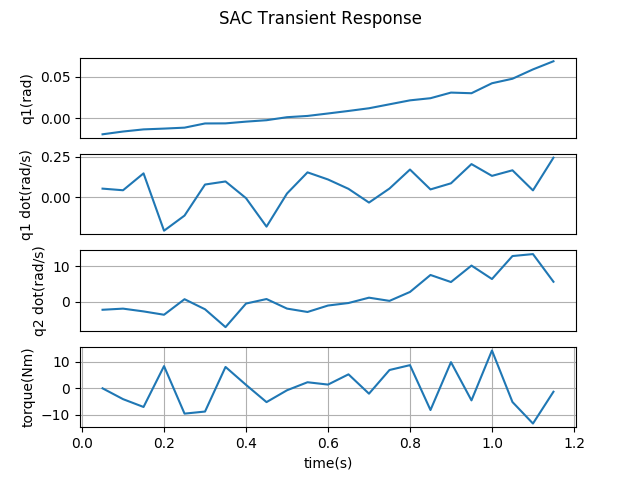 SAC Transient Response
q1(rad)
0.05
0.00
q1 dot(rad/s)
0.25
0.00
q2 dot(rad/s)
10
0
torque(Nm)
10
0
−10
0.0 0.2 0.4 0.6 0.8 1.0 1.2
time(s)